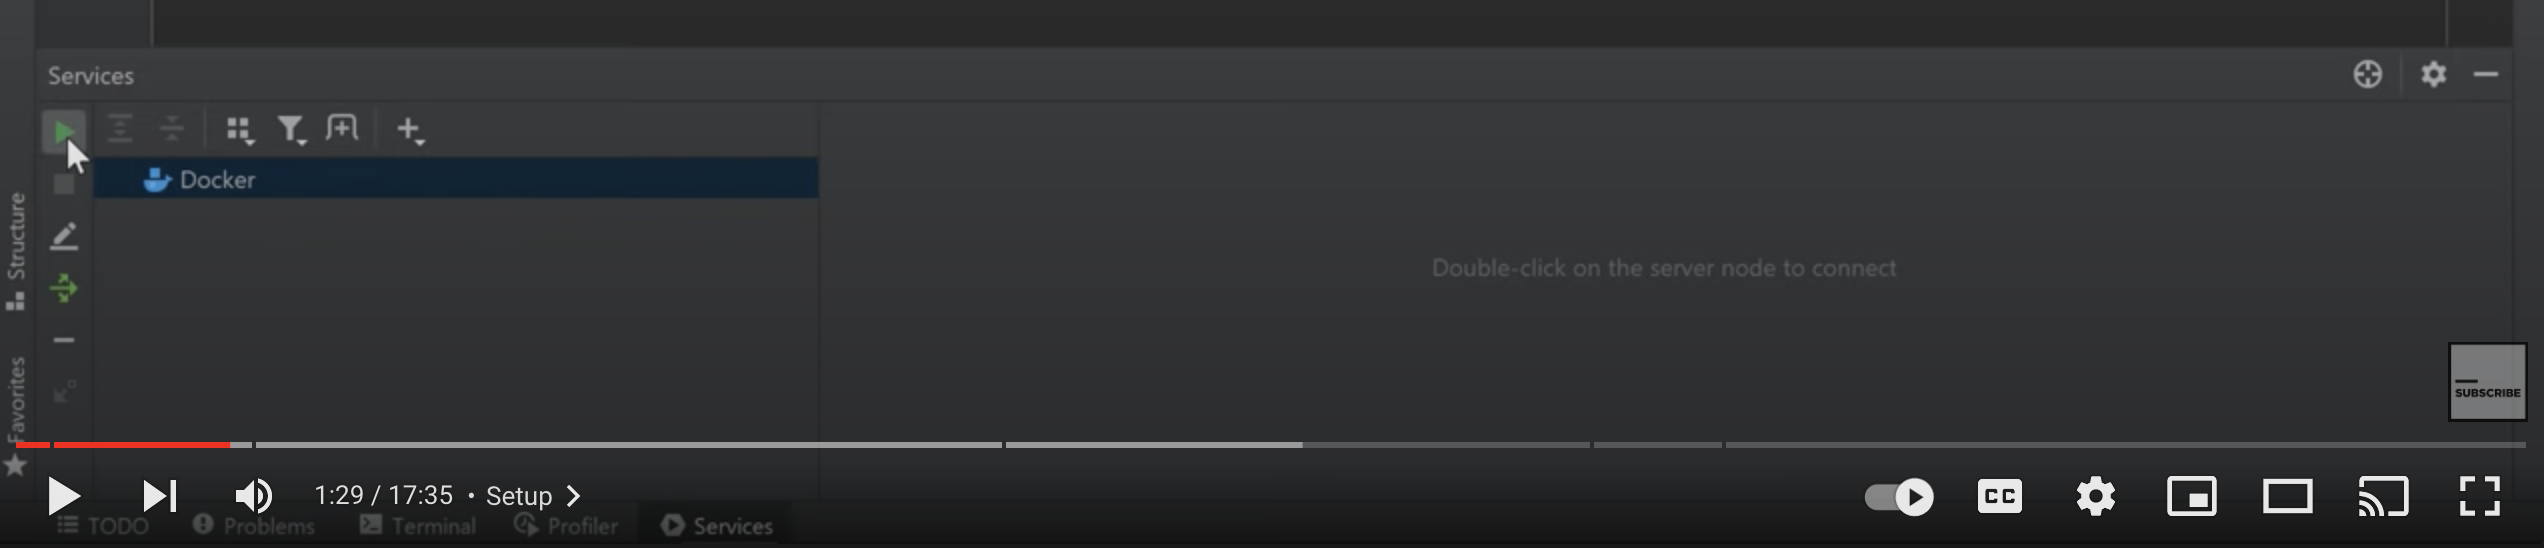 Services
Docker
Structure
Double-click on the server node to connect
Favorites
SUBSCRIBE
1:29 / 17:35 • Setup
CC
TODO Problems Terminal Profiler Services